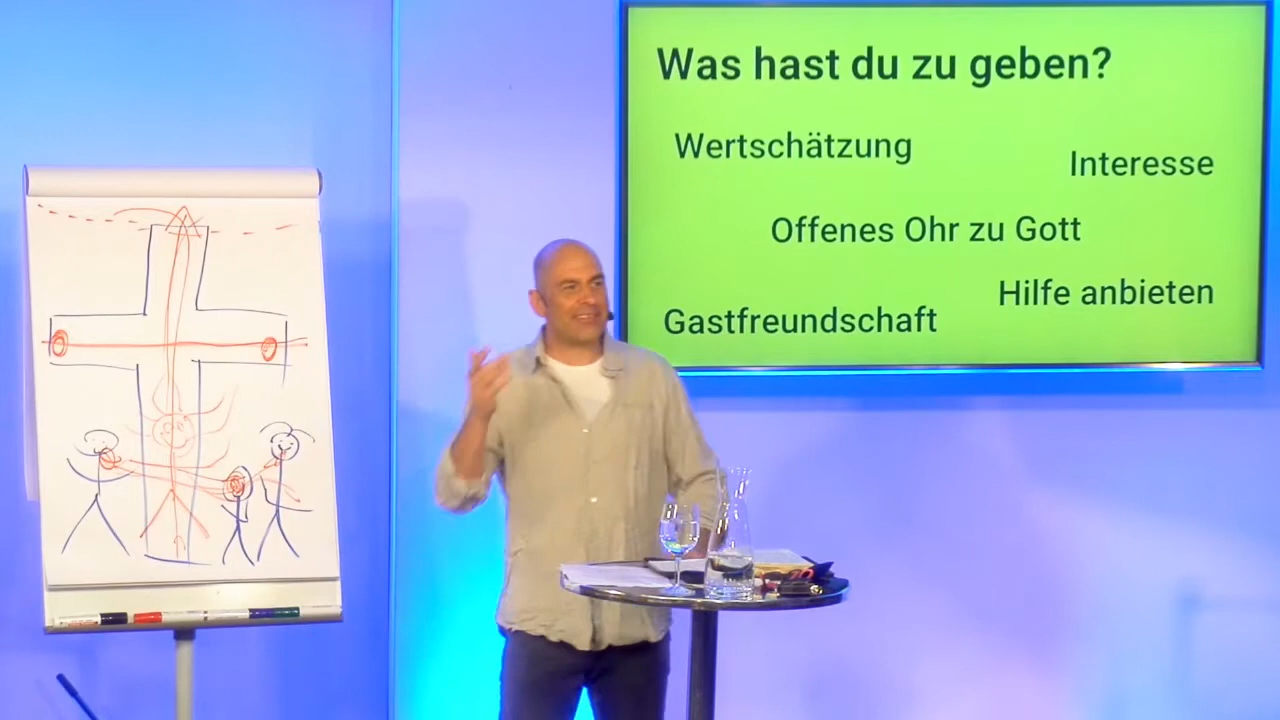 Was hast du zu geben?
Wertschätzung
Interesse
Offenes Ohr zu Gott
Hilfe anbieten
Gastfreundschaft